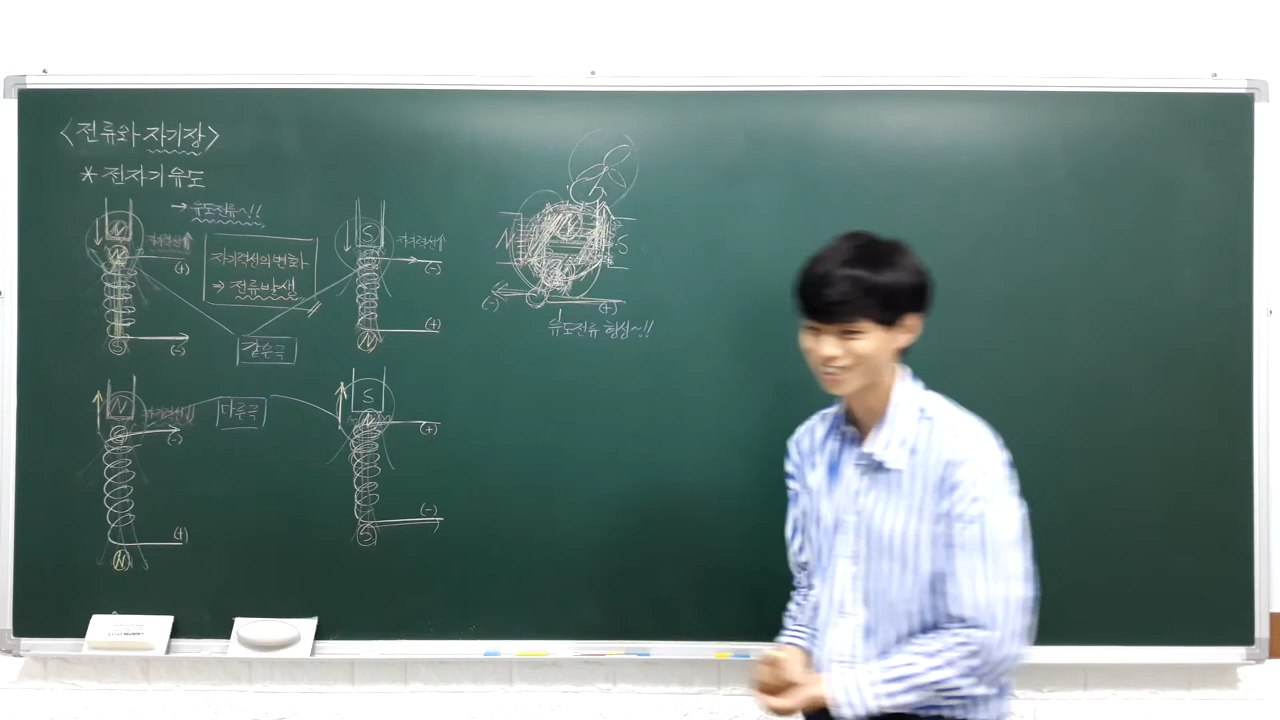 <전류와 자기장>
* 전자기유도
→ 유도전류~!!
N
자기력선↑
N
(+)
S
(-)
자기력선의 변화
⇒ 전류발생
S
자기력선↑
(-)
(+)
N
같은극
N
자기력선↓
S
(-)
(+)
N
다른극
S
N
(+)
(-)
S
N
N
S
(-)
(+)
유도전류 형성~!!